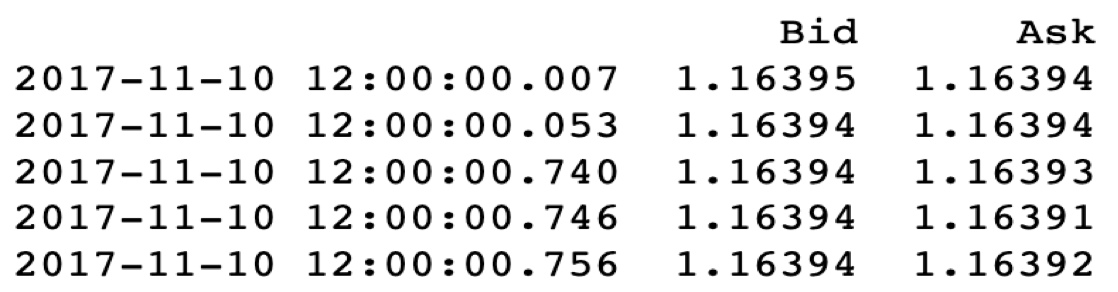 Bid Ask
2017-11-10 12:00:00.007 1.16395 1.16394
2017-11-10 12:00:00.053 1.16394 1.16394
2017-11-10 12:00:00.740 1.16394 1.16393
2017-11-10 12:00:00.746 1.16394 1.16391
2017-11-10 12:00:00.756 1.16394 1.16392